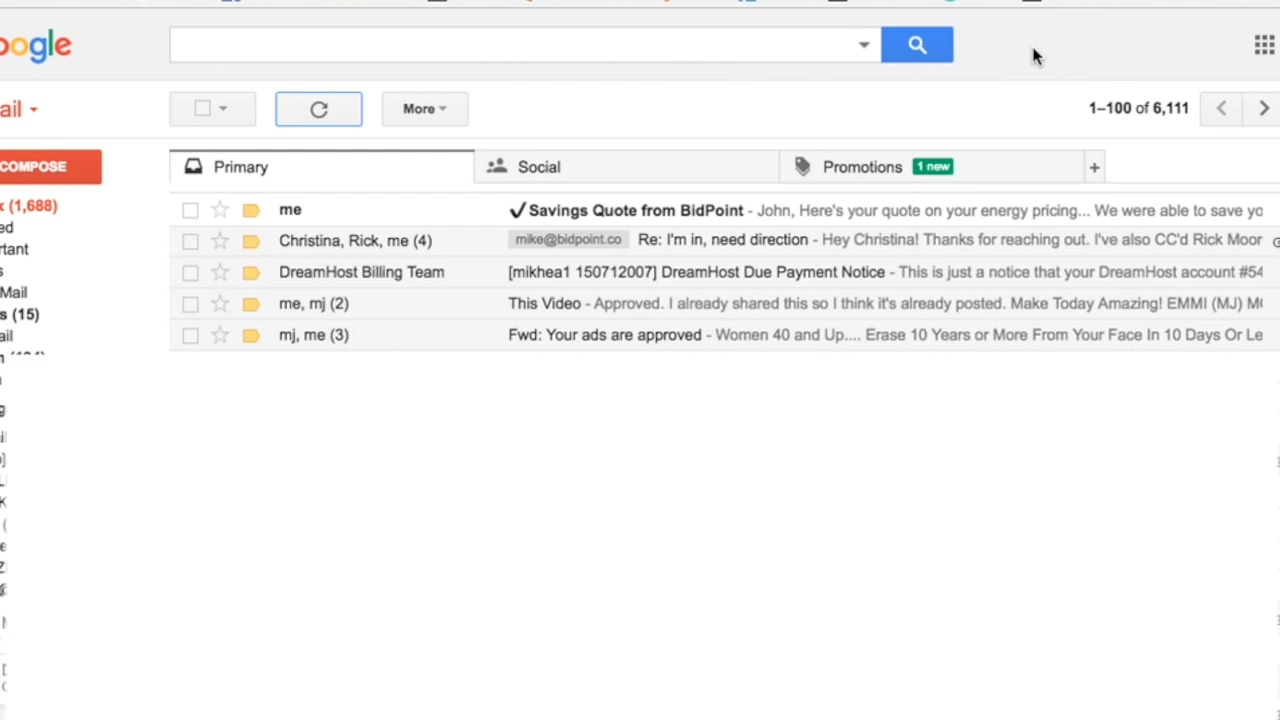 oogle
ail
More
1–100 of 6,111
COMPOSE
Primary
Social
Promotions 1 new
+
(1,688)
me ✔Savings Quote from BidPoint - John, Here's your quote on your energy pricing... We were able to save yo
ed
Christina, Rick, me (4) mike@bidpoint.co Re: I'm in, need direction - Hey Christina! Thanks for reaching out. I've also CC'd Rick Moor
rtant
s
DreamHost Billing Team [mikhea1 150712007] DreamHost Due Payment Notice - This is just a notice that your DreamHost account #54
Mail
me, mj (2) This Video - Approved. I already shared this so I think it's already posted. Make Today Amazing! EMMI (MJ) M
s (15)
mj, me (3) Fwd: Your ads are approved - Women 40 and Up.... Erase 10 Years or More From Your Face In 10 Days Or Le
ail